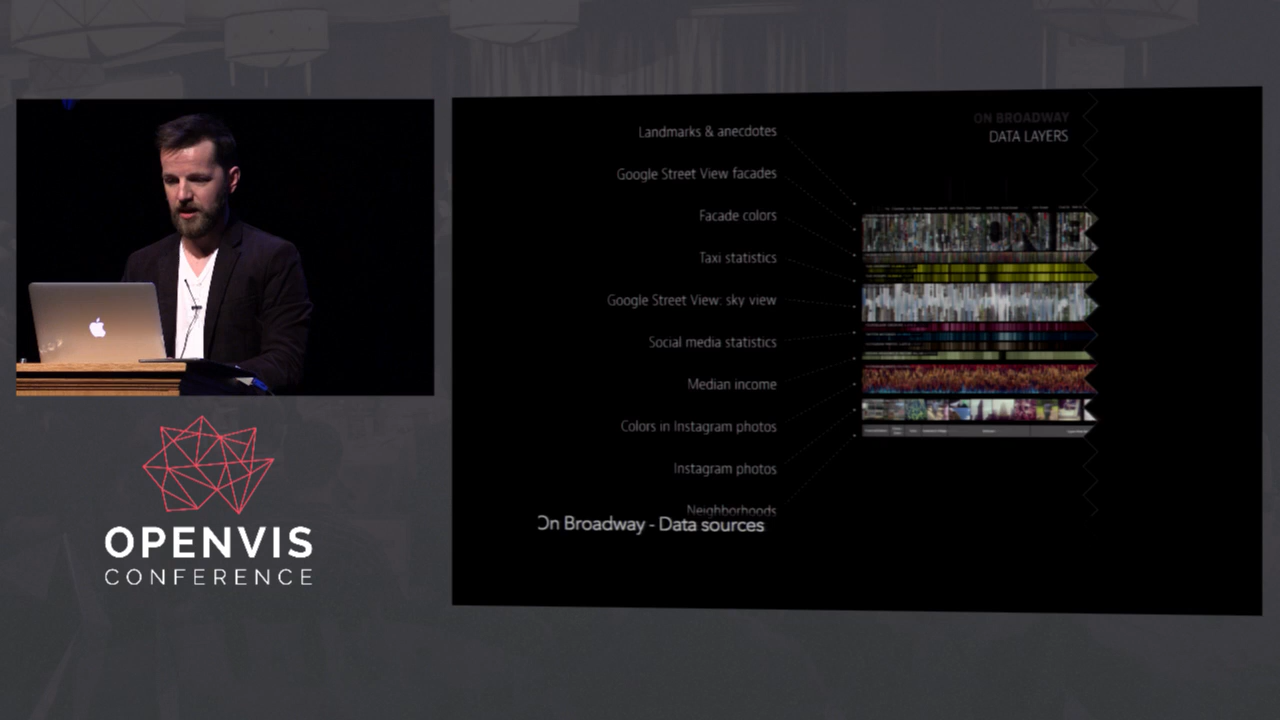 ON BROADWAY
DATA LAYERS
Landmarks & anecdotes
Google Street View facades
Facade colors
Taxi statistics
Google Street View: sky view
Social media statistics
Median income
Colors in Instagram photos
Instagram photos
Neighborhoods
On Broadway - Data sources
OPENVIS
CONFERENCE